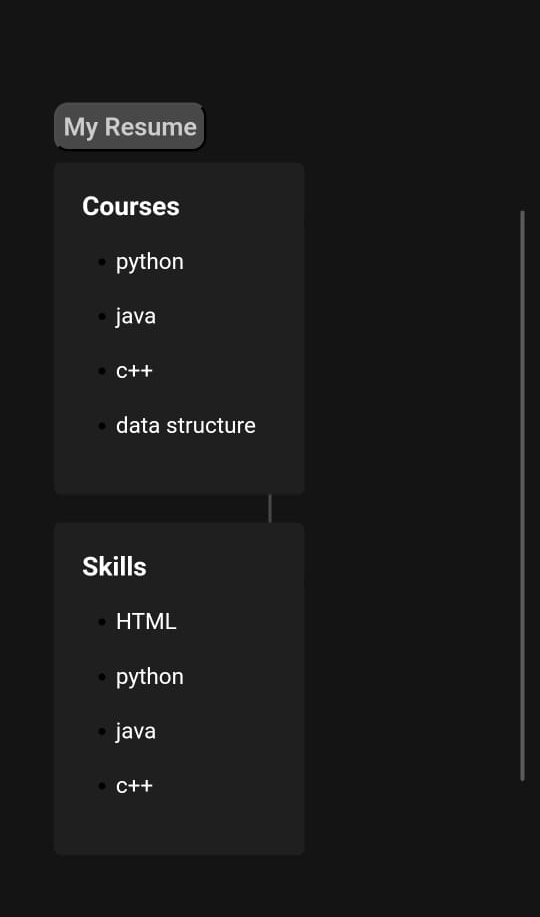 My Resume
Courses
python
java
c++
data structure
Skills
HTML
python
java
c++